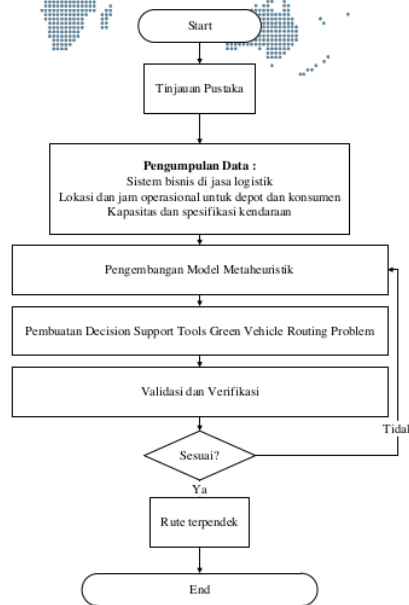 Start
Tinjauan Pustaka
Pengumpulan Data :
Sistem bisnis di jasa logistik
Lokasi dan jam operasional untuk depot dan konsumen
Kapasitas dan spesifikasi kendaraan
Pengembangan Model Metaheuristik
Pembuatan Decision Support Tools Green Vehicle Routing Problem
Validasi dan Verifikasi
Tidak
Sesuai?
Ya
Rute terpendek
End